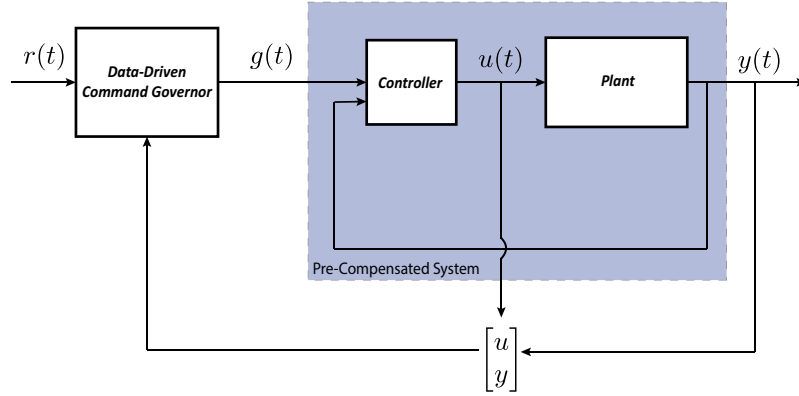 r(t)
Data-Driven
Command Governor
g(t)
Controller
u(t)
Plant
y(t)
Pre-Compensated System
u
y